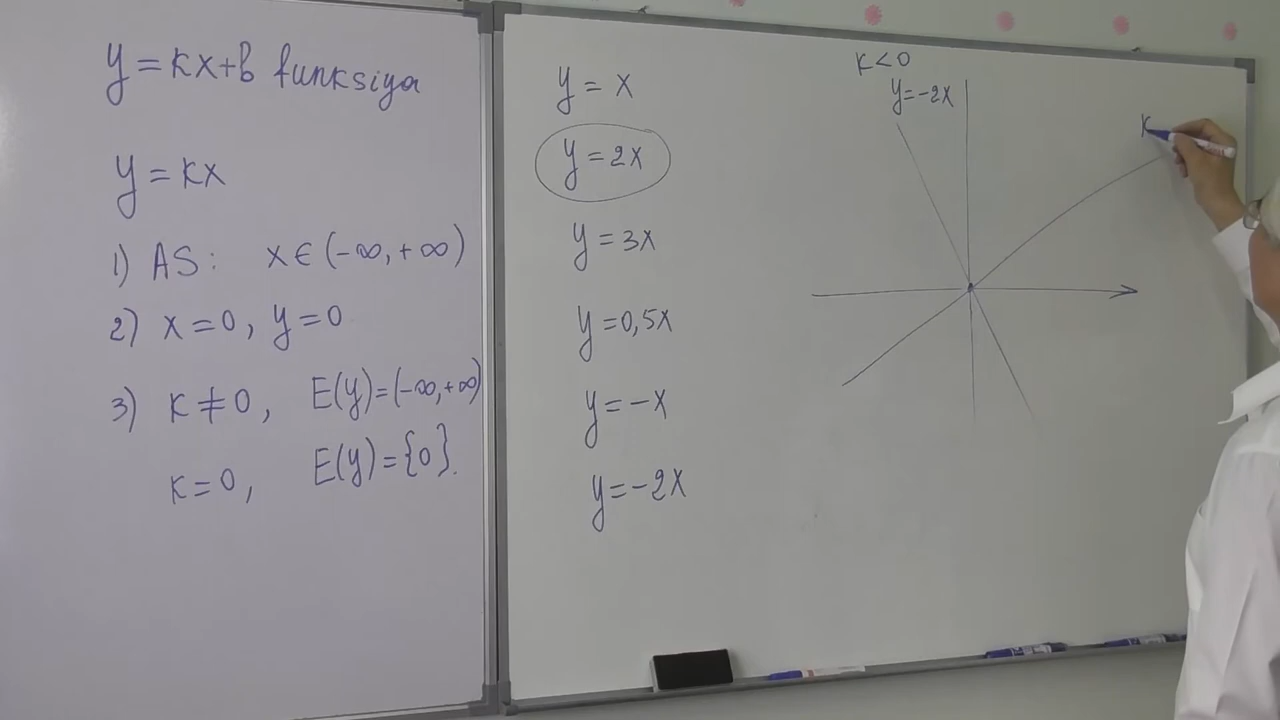 y = kx+b funksiya
y = kx
1) AS: x ∈ (-∞, +∞)
2) x = 0, y = 0
3) k ≠ 0, E(y) = (-∞, +∞)
k = 0, E(y) = {0}.
y = x
y = 2x
y = 3x
y = 0,5x
y = -x
y = -2x
k < 0
y = -2x
k